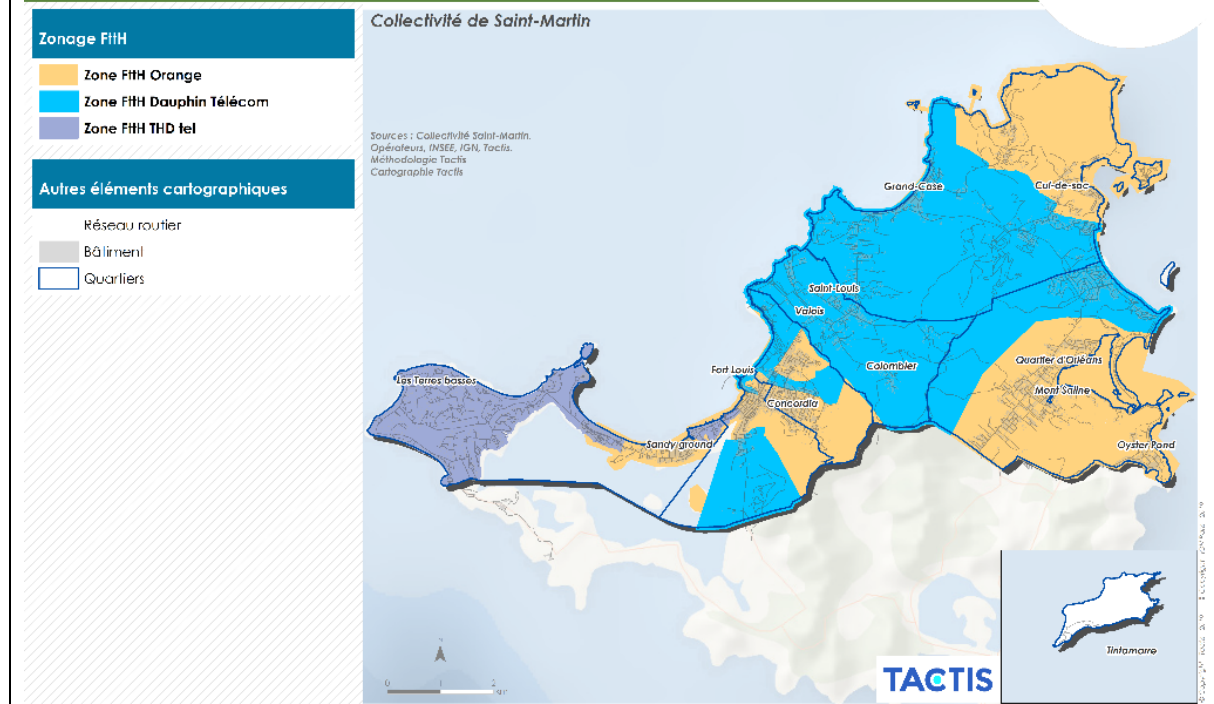 Collectivité de Saint-Martin
Zonage FttH
Zone FttH Orange
Zone FttH Dauphin Télécom
Zone FttH THD tel
Autres éléments cartographiques
Réseau routier
Bâtiment
Quartiers
Sources : Collectivité Saint-Martin.
Opérateurs, INSEE, IGN, Tactis.
Méthodologie Tactis
Cartographie Tactis
Grand-Case
Cul-de-sac
Saint-Louis
Valois
Quartier d'Orléans
Colombier
Fort Louis
Les Terres basses
Mont Saline
Concordia
Sandy ground
Oyster Pond
Tintamarre
0 1 2
TACTIS